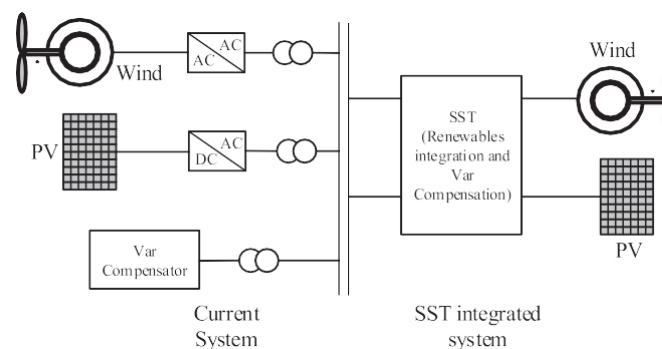 Wind
AC
AC
PV
AC
DC
Var
Compensator
Current
System
Wind
SST
(Renewables
integration and
Var
Compensation)
PV
SST integrated
system